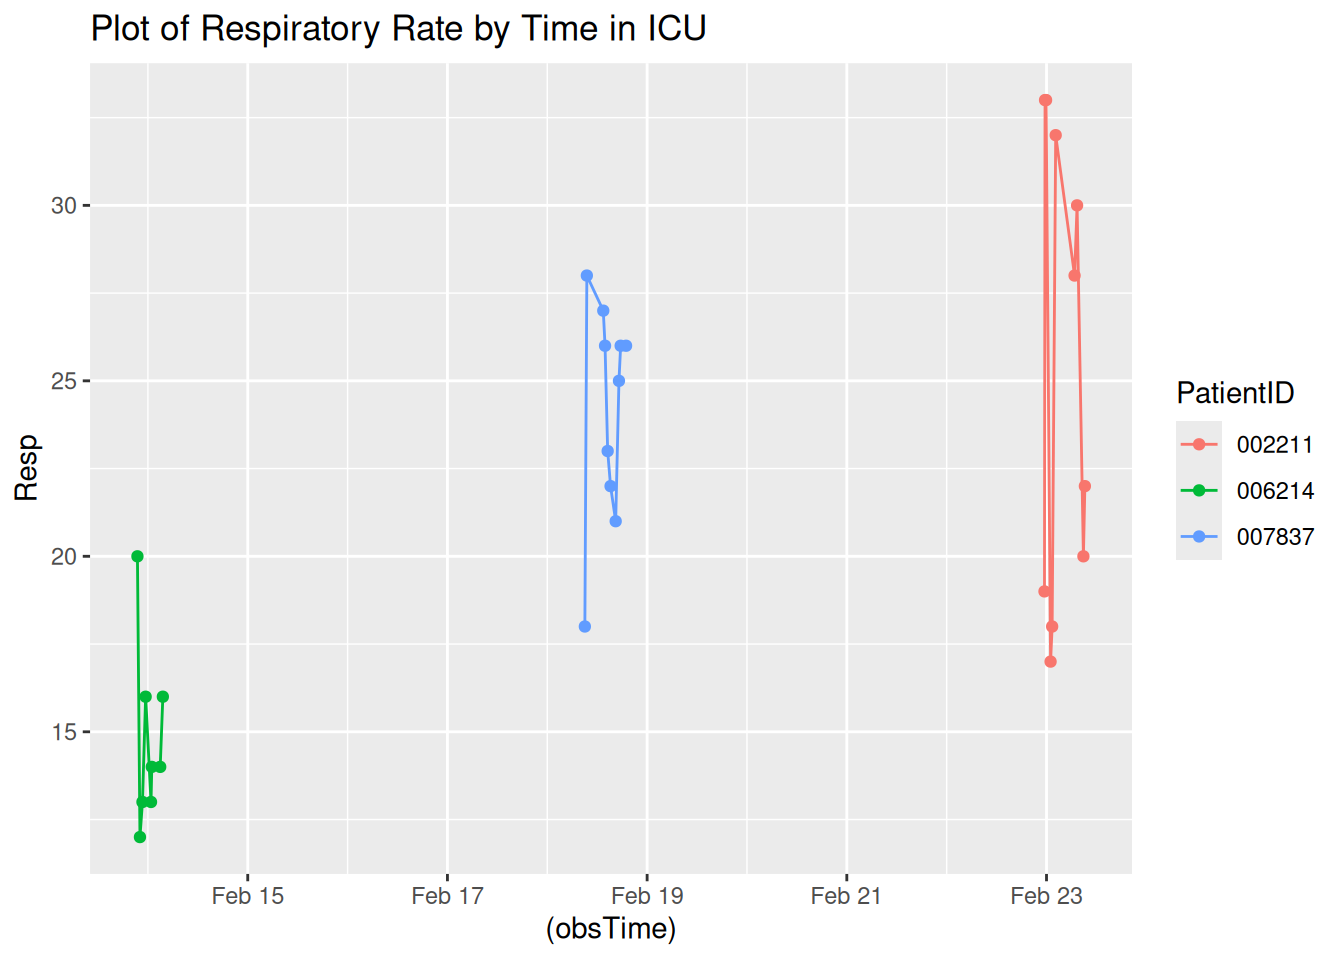 Plot of Respiratory Rate by Time in ICU
Resp
30
25
20
15
Feb 15
Feb 17
Feb 19
Feb 21
Feb 23
(obsTime)
PatientID
002211
006214
007837